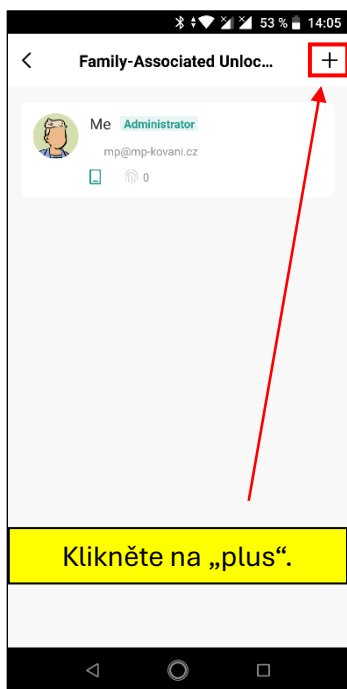 53 % 14:05
Family-Associated Unloc...
Me Administrator
mp@mp-kovani.cz
0
Klikněte na „plus“.